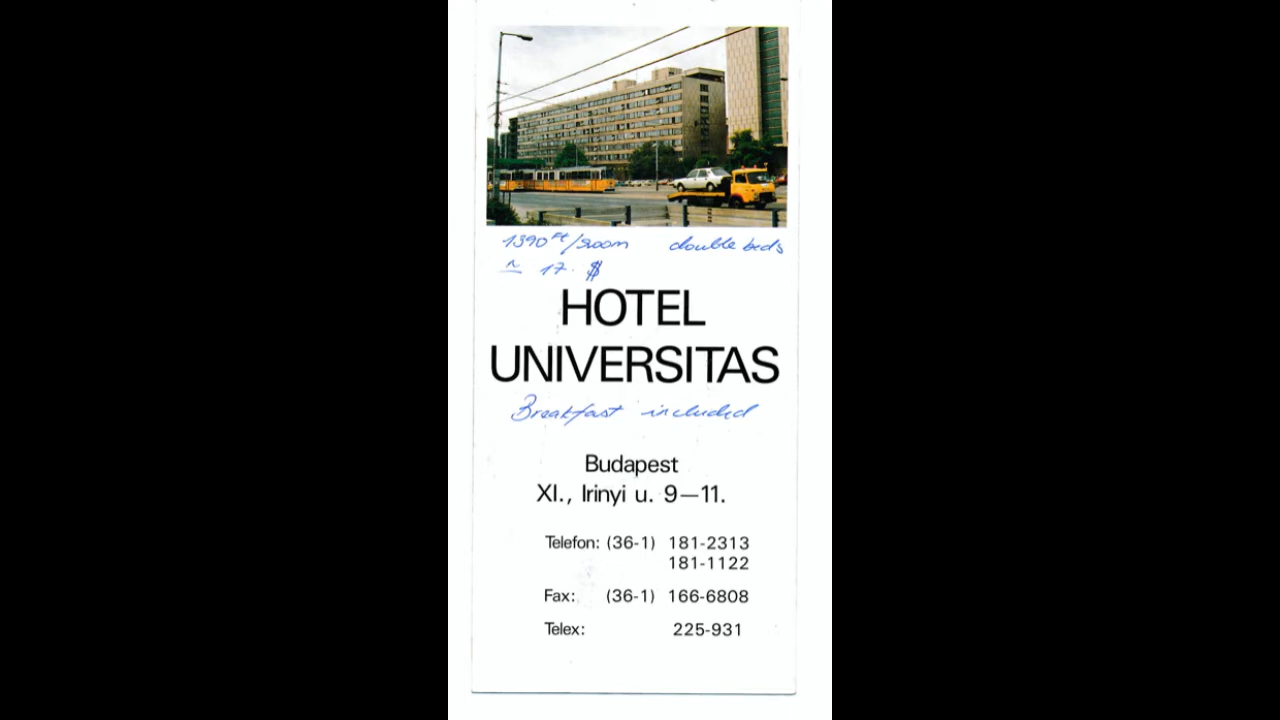 1390 Ft/room double beds
~ 17. $
HOTEL
UNIVERSITAS
Breakfast included
Budapest
XI., Irinyi u. 9—11.
Telefon: (36-1) 181-2313
181-1122
Fax: (36-1) 166-6808
Telex: 225-931